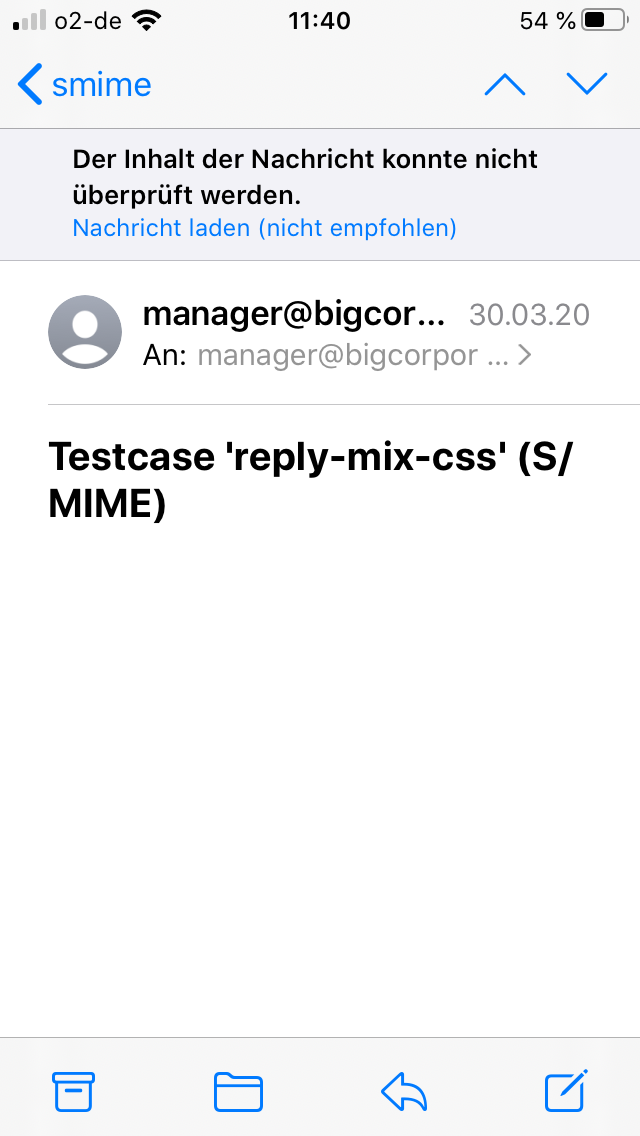 o2-de 11:40 54 %
smime
Der Inhalt der Nachricht konnte nicht
überprüft werden.
Nachricht laden (nicht empfohlen)
manager@bigcor... 30.03.20
An: manager@bigcorpor ...
Testcase 'reply-mix-css' (S/
MIME)